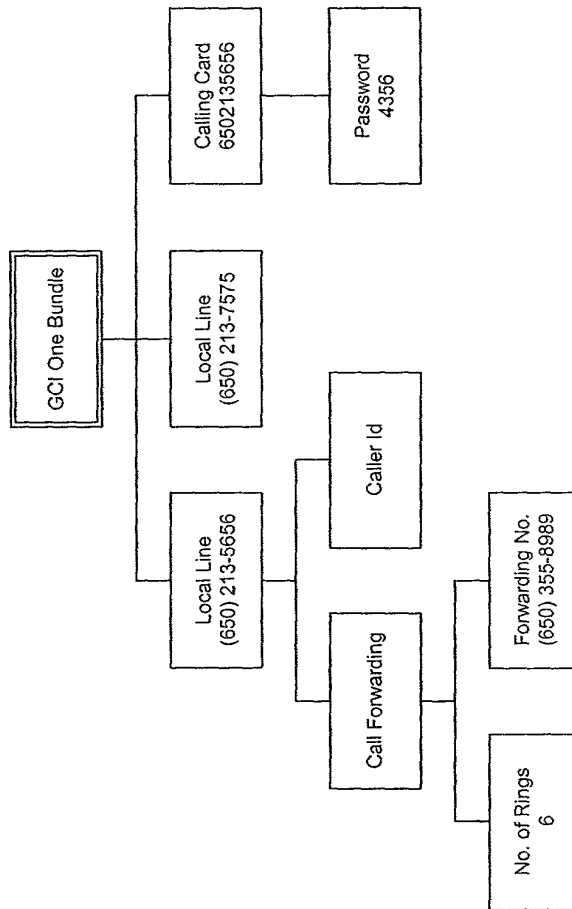 GCI One Bundle
Local Line
(650) 213-5656
Local Line
(650) 213-7575
Calling Card
6502135656
Call Forwarding
Caller Id
Password
4356
No. of Rings
6
Forwarding No.
(650) 355-8989